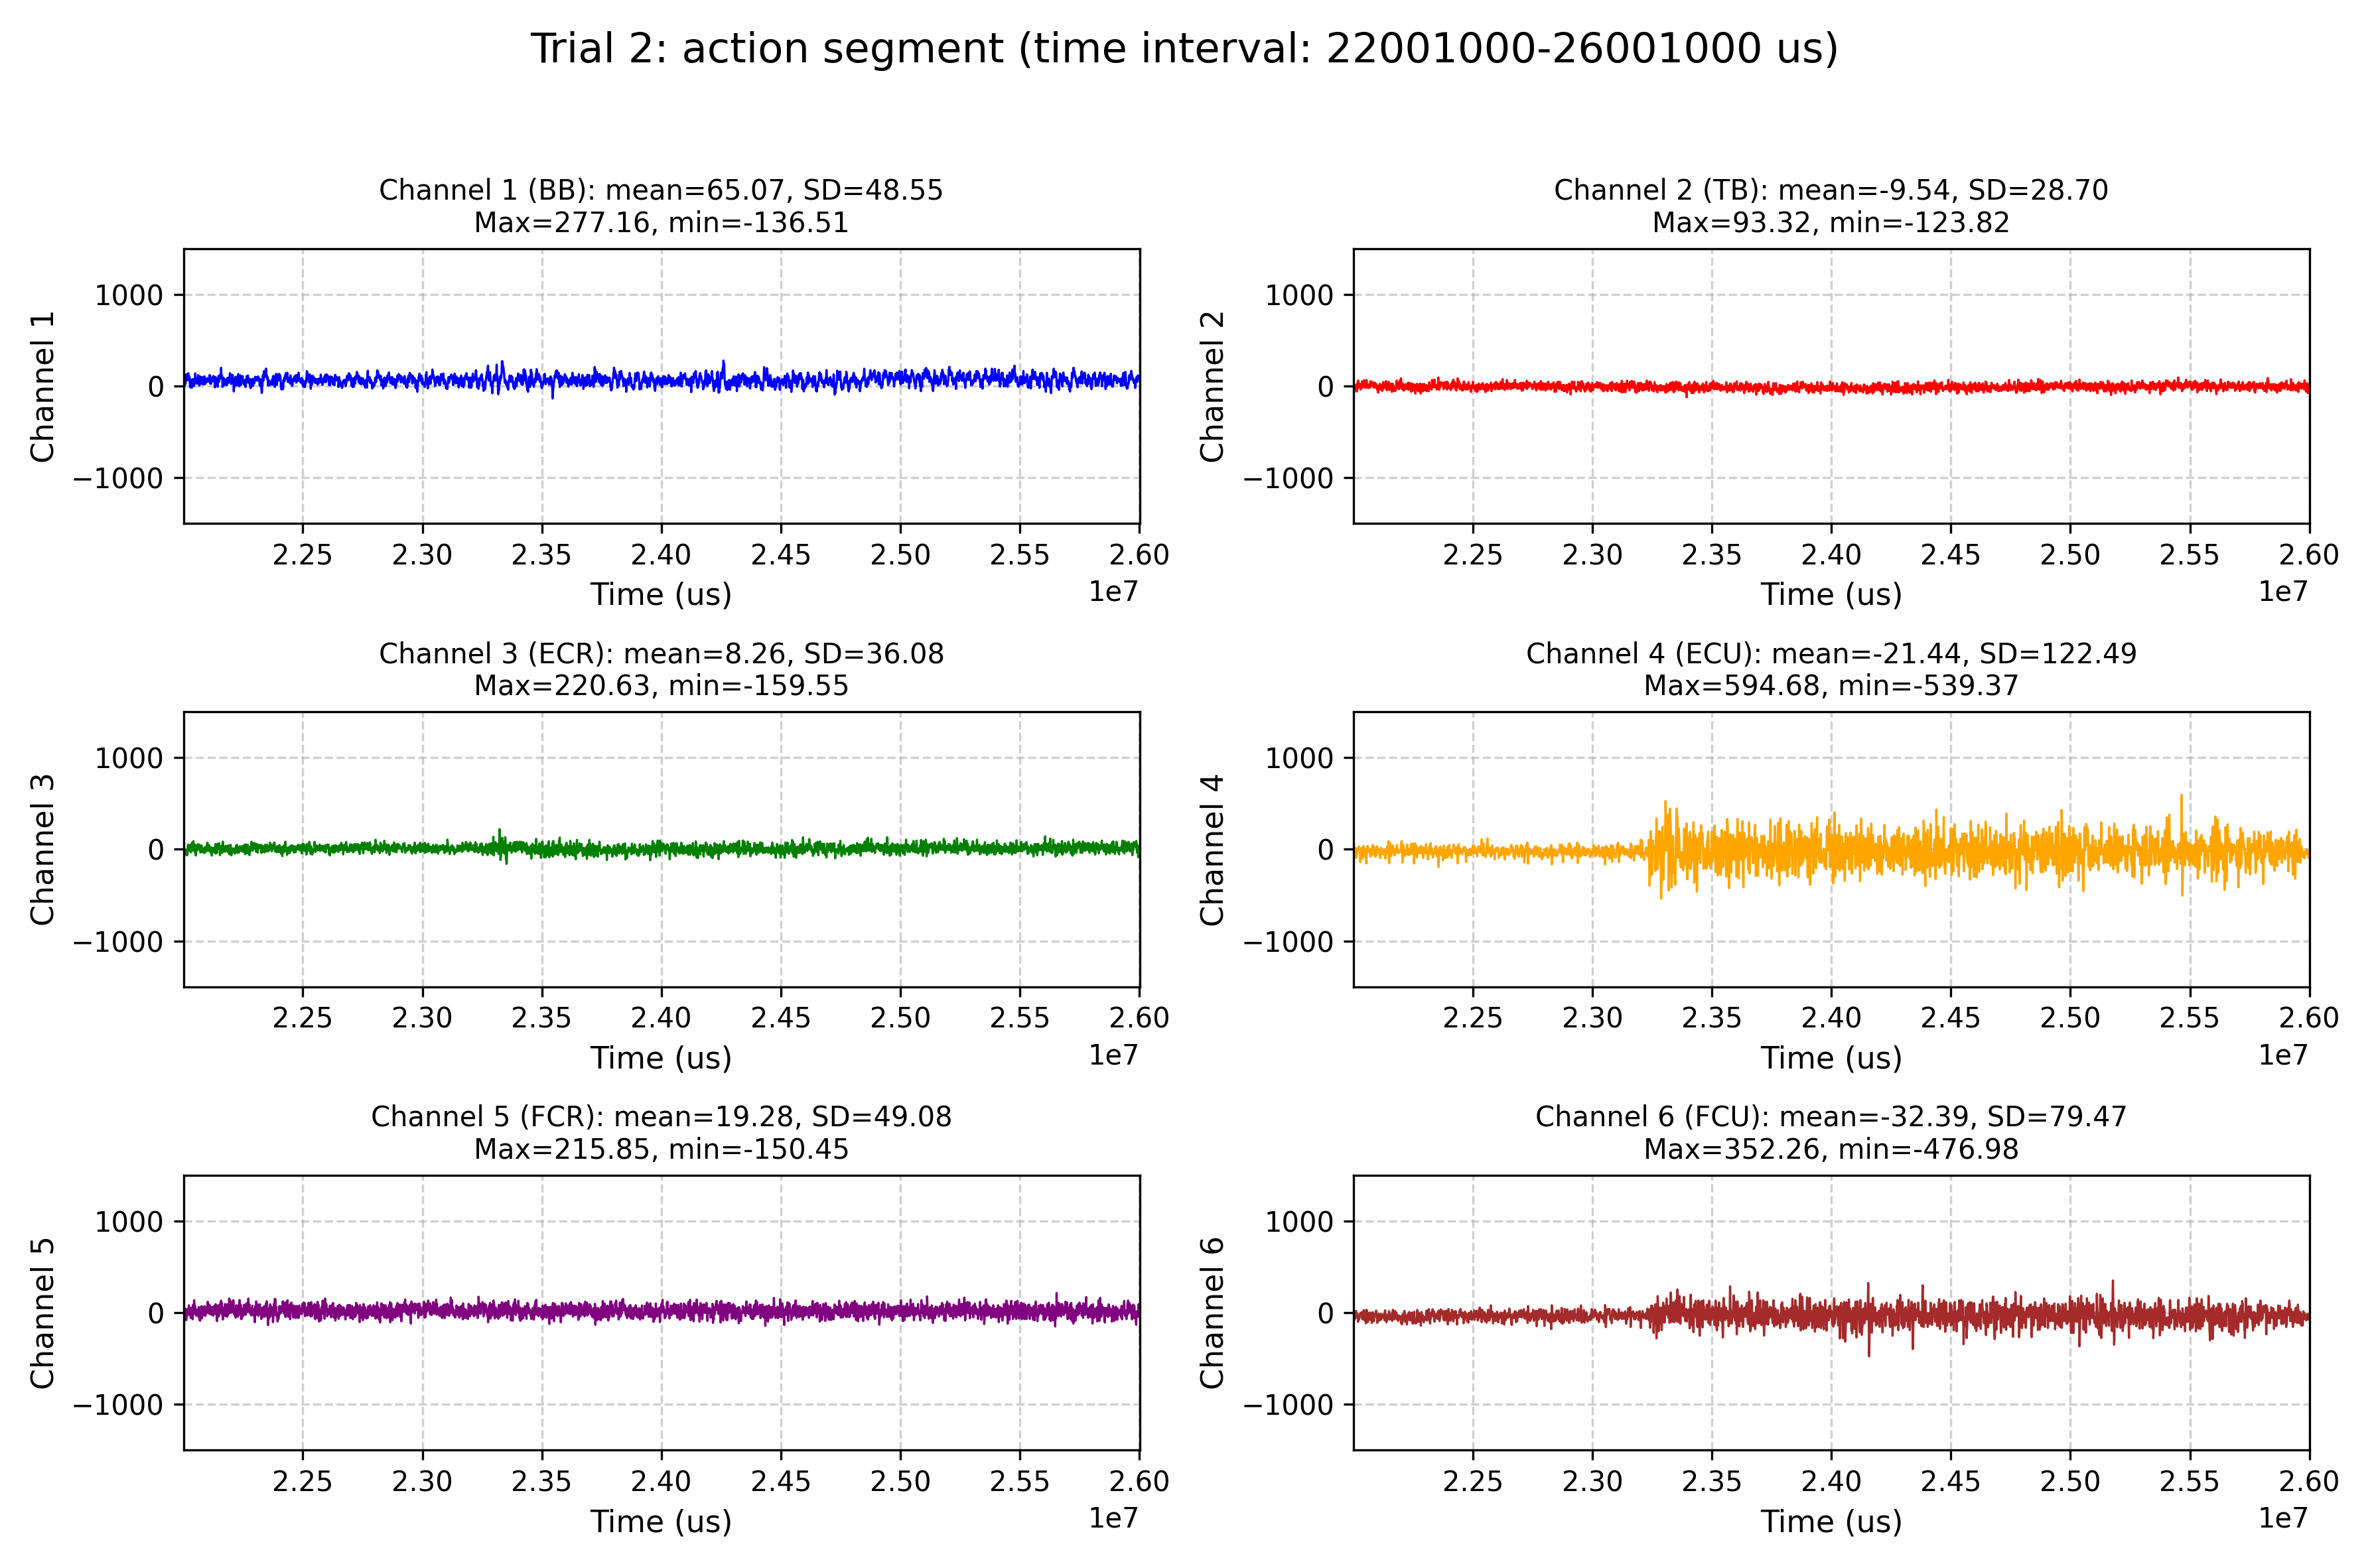 Trial 2: action segment (time interval: 22001000-26001000 us)
Channel 1 (BB): mean=65.07, SD=48.55
Max=277.16, min=-136.51
Channel 1
1000
0
−1000
2.25 2.30 2.35 2.40 2.45 2.50 2.55 2.60
1e7
Time (us)
Channel 2 (TB): mean=-9.54, SD=28.70
Max=93.32, min=-123.82
Channel 2
1000
0
−1000
2.25 2.30 2.35 2.40 2.45 2.50 2.55 2.60
1e7
Time (us)
Channel 3 (ECR): mean=8.26, SD=36.08
Max=220.63, min=-159.55
Channel 3
1000
0
−1000
2.25 2.30 2.35 2.40 2.45 2.50 2.55 2.60
1e7
Time (us)
Channel 4 (ECU): mean=-21.44, SD=122.49
Max=594.68, min=-539.37
Channel 4
1000
0
−1000
2.25 2.30 2.35 2.40 2.45 2.50 2.55 2.60
1e7
Time (us)
Channel 5 (FCR): mean=19.28, SD=49.08
Max=215.85, min=-150.45
Channel 5
1000
0
−1000
2.25 2.30 2.35 2.40 2.45 2.50 2.55 2.60
1e7
Time (us)
Channel 6 (FCU): mean=-32.39, SD=79.47
Max=352.26, min=-476.98
Channel 6
1000
0
−1000
2.25 2.30 2.35 2.40 2.45 2.50 2.55 2.60
1e7
Time (us)